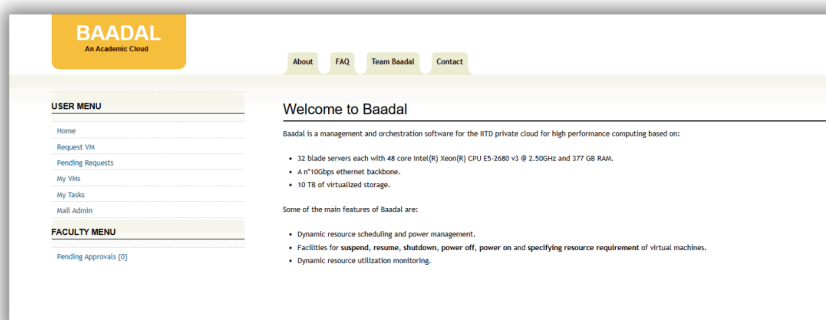 BAADAL
An Academic Cloud
About
FAQ
Team Baadal
Contact
USER MENU
Home
Request VM
Pending Requests
My VMs
My Tasks
Mail Admin
FACULTY MENU
Pending Approvals [0]
Welcome to Baadal
Baadal is a management and orchestration software for the IITD private cloud for high performance computing based on:
• 32 blade servers each with 48 core Intel(R) Xeon(R) CPU E5-2680 v3 @ 2.50GHz and 377 GB RAM.
• A n*10Gbps ethernet backbone.
• 10 TB of virtualized storage.
Some of the main features of Baadal are:
• Dynamic resource scheduling and power management.
• Facilities for suspend, resume, shutdown, power off, power on and specifying resource requirement of virtual machines.
• Dynamic resource utilization monitoring.